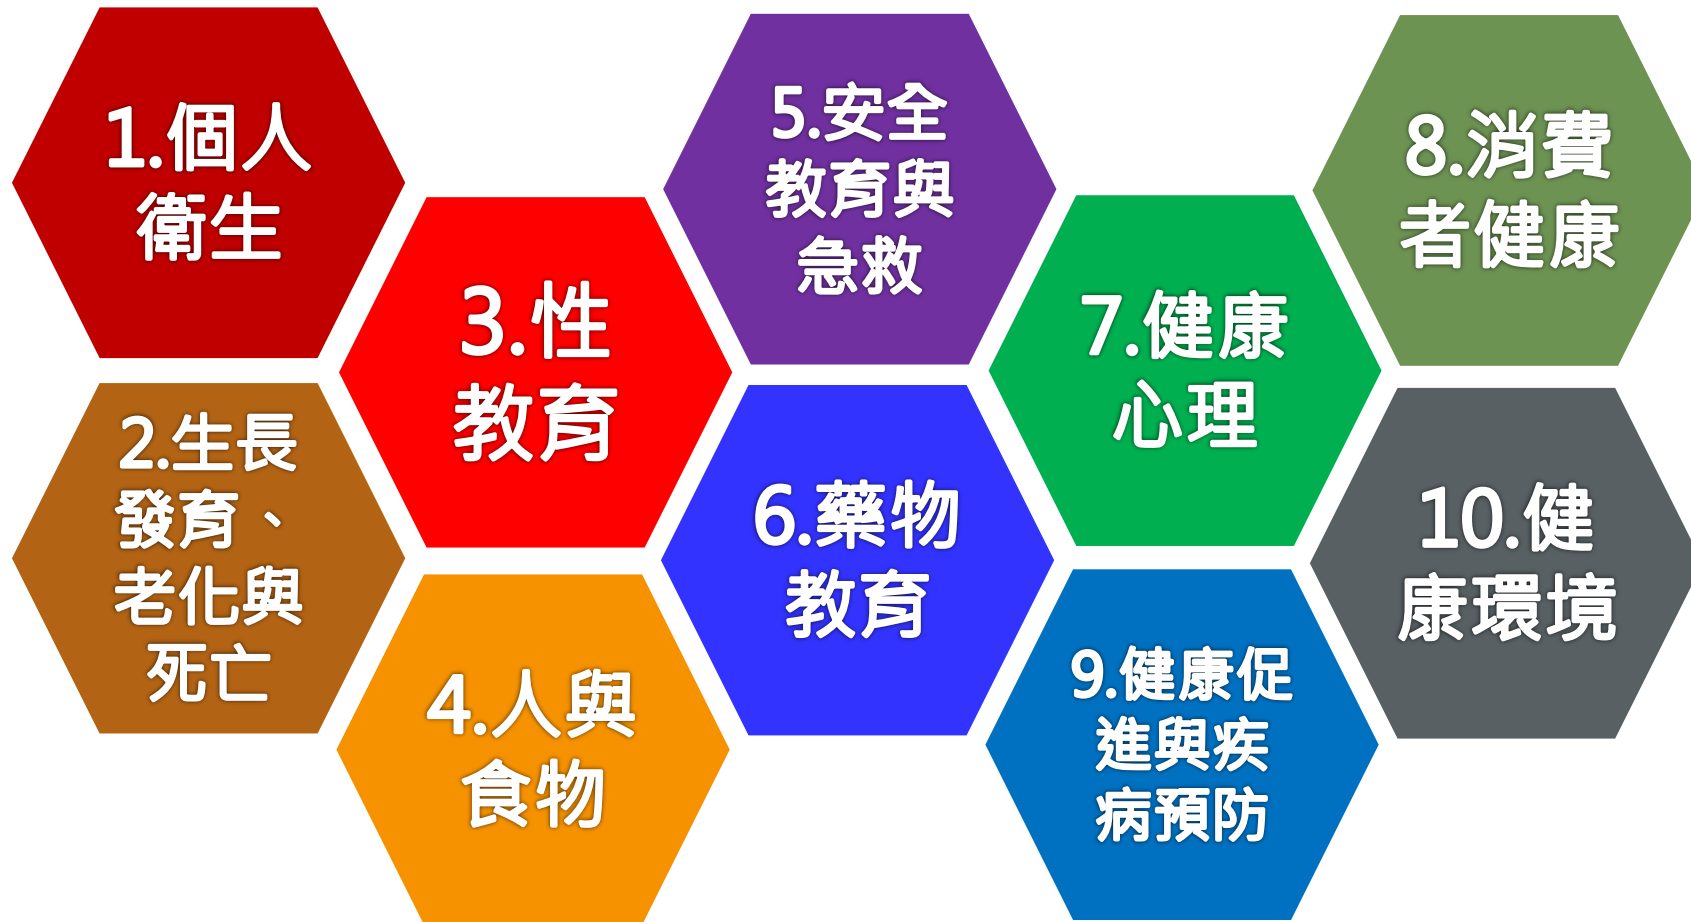 1.個人
衛生
2.生長
發育、
老化與
死亡
3.性
教育
4.人與
食物
5.安全
教育與
急救
6.藥物
教育
7.健康
心理
8.消費
者健康
9.健康促
進與疾
病預防
10.健
康環境